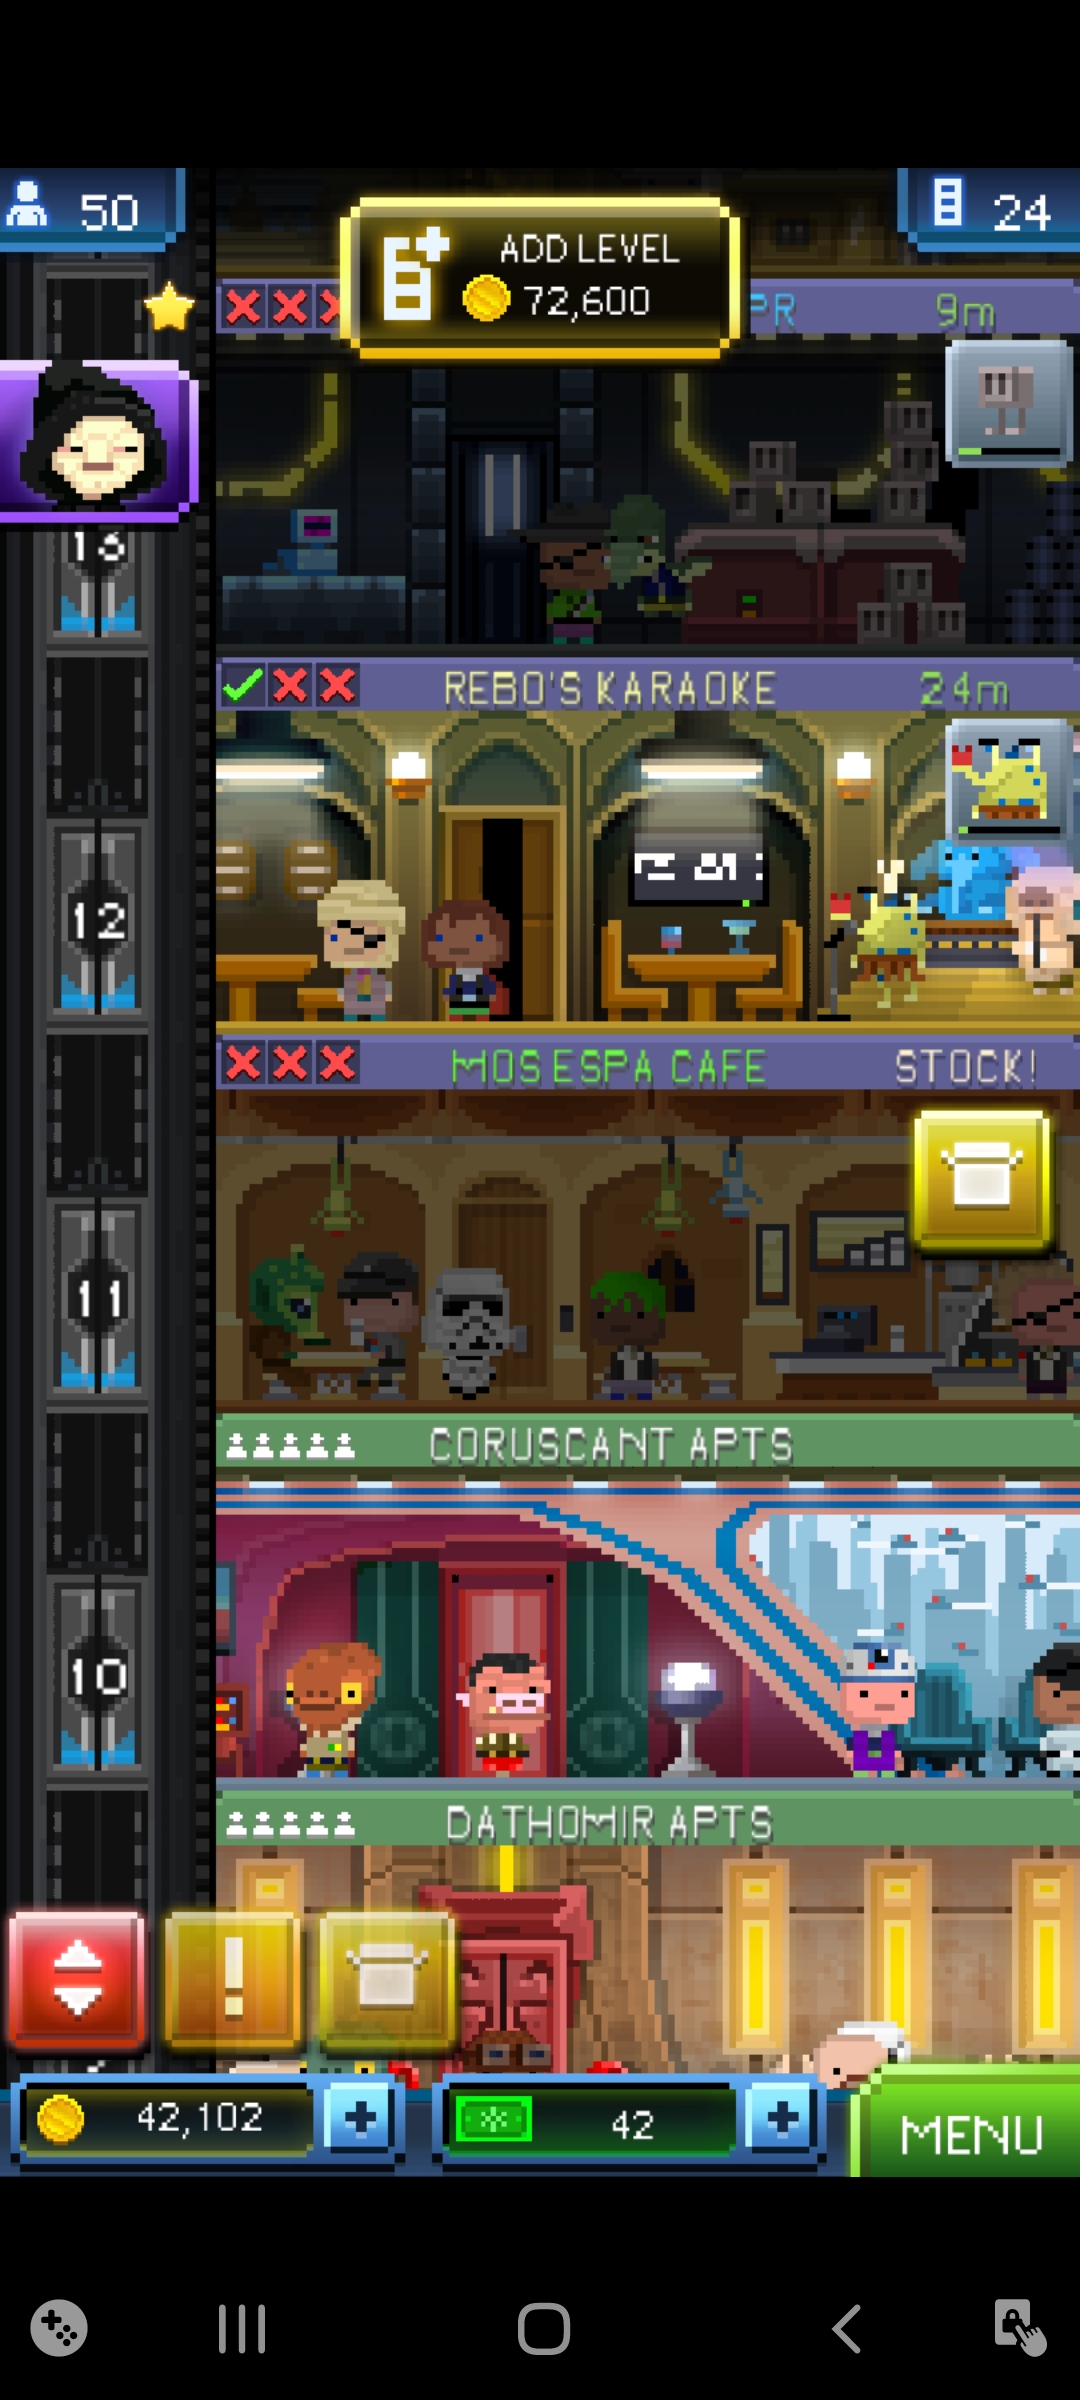 50
ADD LEVEL
72,600
24
PR
9m
13
REBO'S KARAOKE
24m
12
MOS ESPA CAFE
STOCK!
11
CORUSCANT APTS
10
DATHOMIR APTS
42,102
42
MENU